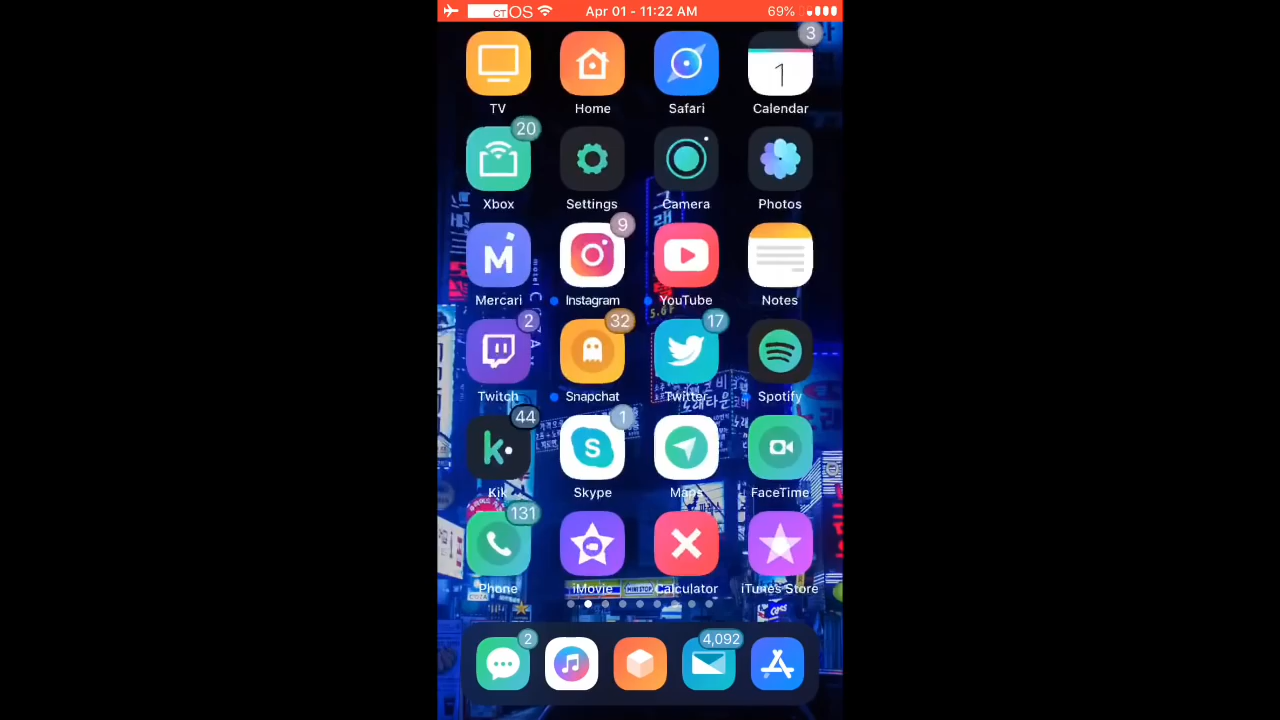 CT OS Apr 01 - 11:22 AM 69%
3
1
TV Home Safari Calendar
20
Xbox Settings Camera Photos
9
M
Mercari Instagram YouTube Notes
2 32 17
Twitch Snapchat Twitter Spotify
44 1
k. S
Kik Skype Maps FaceTime
131
Phone iMovie Calculator iTunes Store
MINISTOP
2 4,092